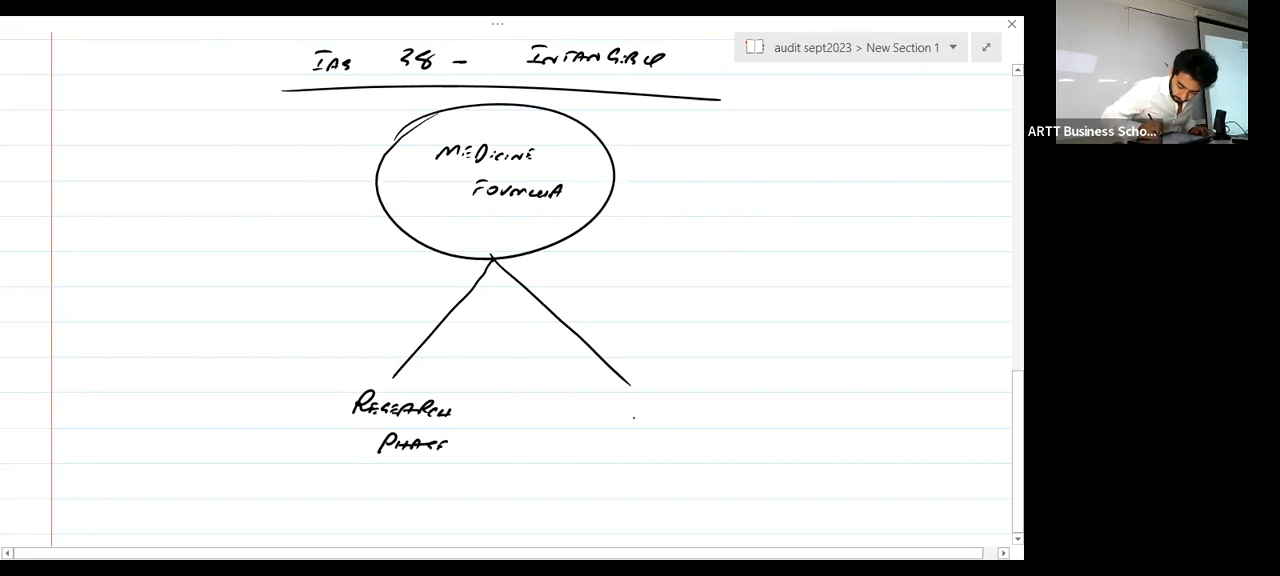 audit sept2023 > New Section 1
IAS 38 - INTANGIBLE
MEDICINE
FORMULA
RESEARCH
PHASE
ARTT Business Scho...